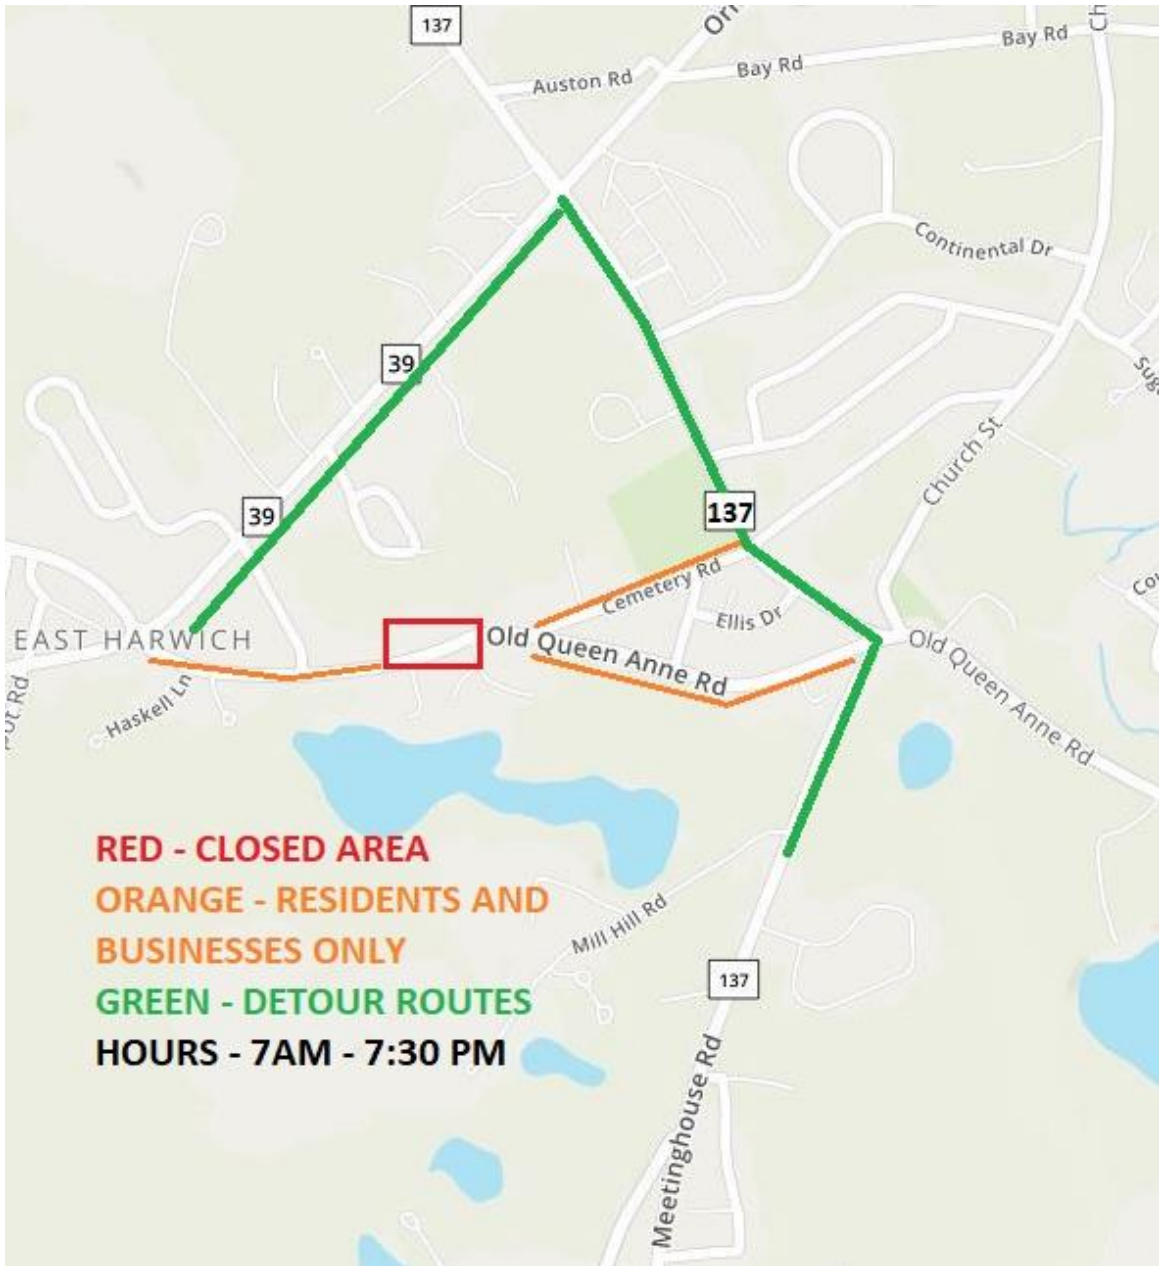 137
Orl
Ch
Bay Rd
Bay Rd
Auston Rd
Continental Dr
39
Church St
39
137
Cemetery Rd
Ellis Dr
EAST HARWICH
Old Queen Anne Rd
Old Queen Anne Rd
Haskell Ln
RED - CLOSED AREA
ORANGE - RESIDENTS AND
BUSINESSES ONLY
GREEN - DETOUR ROUTES
HOURS - 7AM - 7:30 PM
Mill Hill Rd
137
Meetinghouse Rd